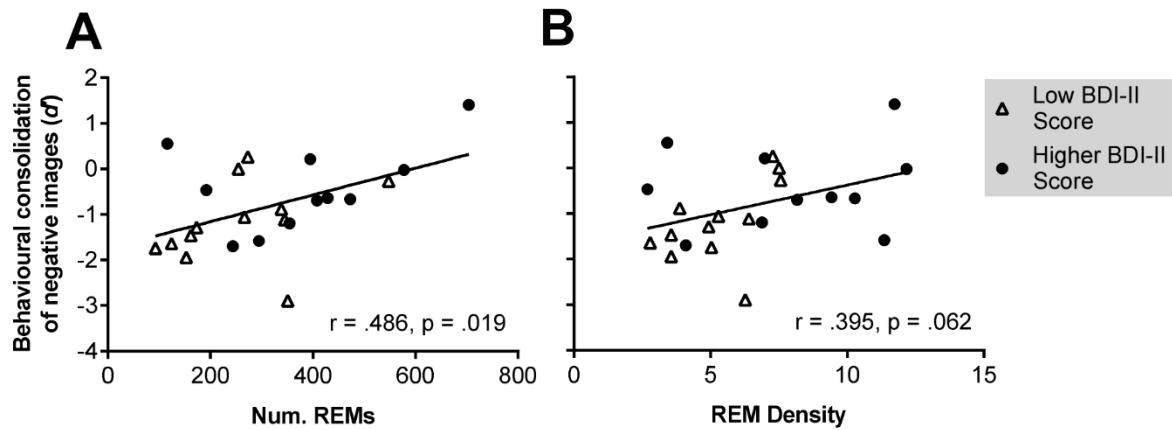 A
B
Behavioural consolidation
of negative images (d')
2
1
0
-1
-2
-3
-4
r = .486, p = .019
0
200
400
600
800
Num. REMs
r = .395, p = .062
0
5
10
15
REM Density
Low BDI-II
Score
Higher BDI-II
Score